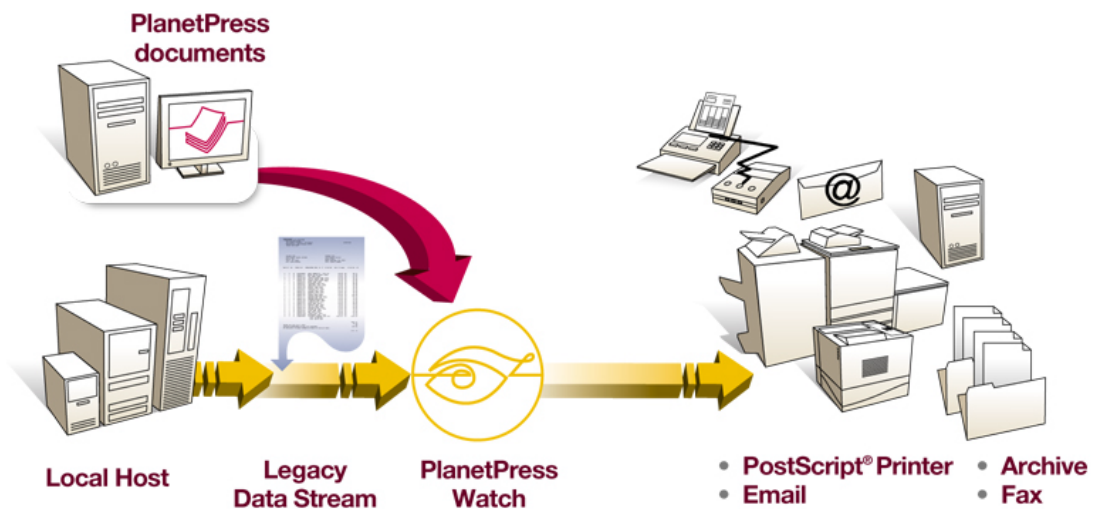 PlanetPress
documents
@
Local Host
Legacy
Data Stream
PlanetPress
Watch
• PostScript® Printer
• Email
• Archive
• Fax